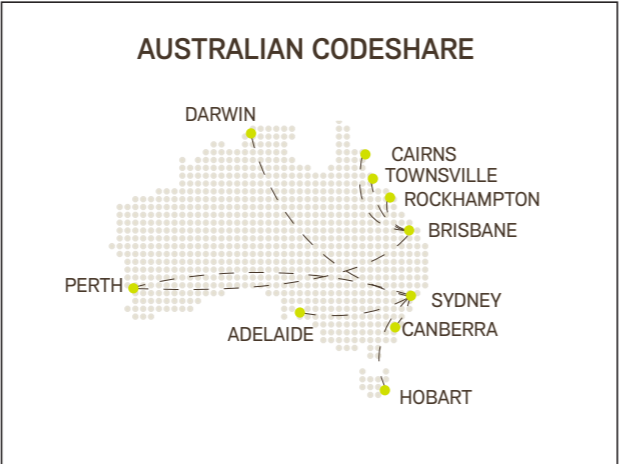 AUSTRALIAN CODESHARE
DARWIN
CAIRNS
TOWNSVILLE
ROCKHAMPTON
BRISBANE
PERTH
SYDNEY
ADELAIDE
CANBERRA
HOBART